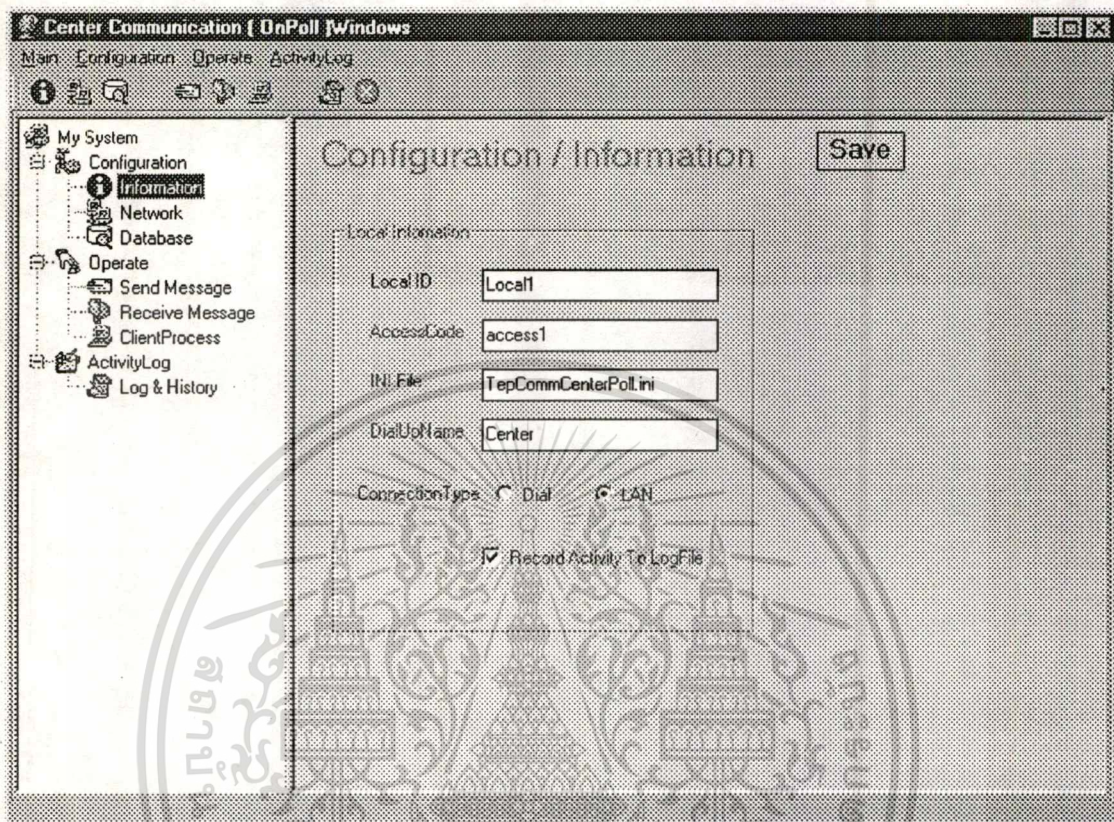 Center Communication [ OnPoll ]Windows
Main Configuration Operate ActivityLog
My System
Configuration
Information
Network
Database
Operate
Send Message
Receive Message
ClientProcess
ActivityLog
Log & History
Configuration / Information
Save
Local Infomation
Local ID Local1
AccessCode access1
INI File TepCommCenterPoll.ini
DialUpName Center
ConnectionType Dial LAN
Record Activity To LogFile